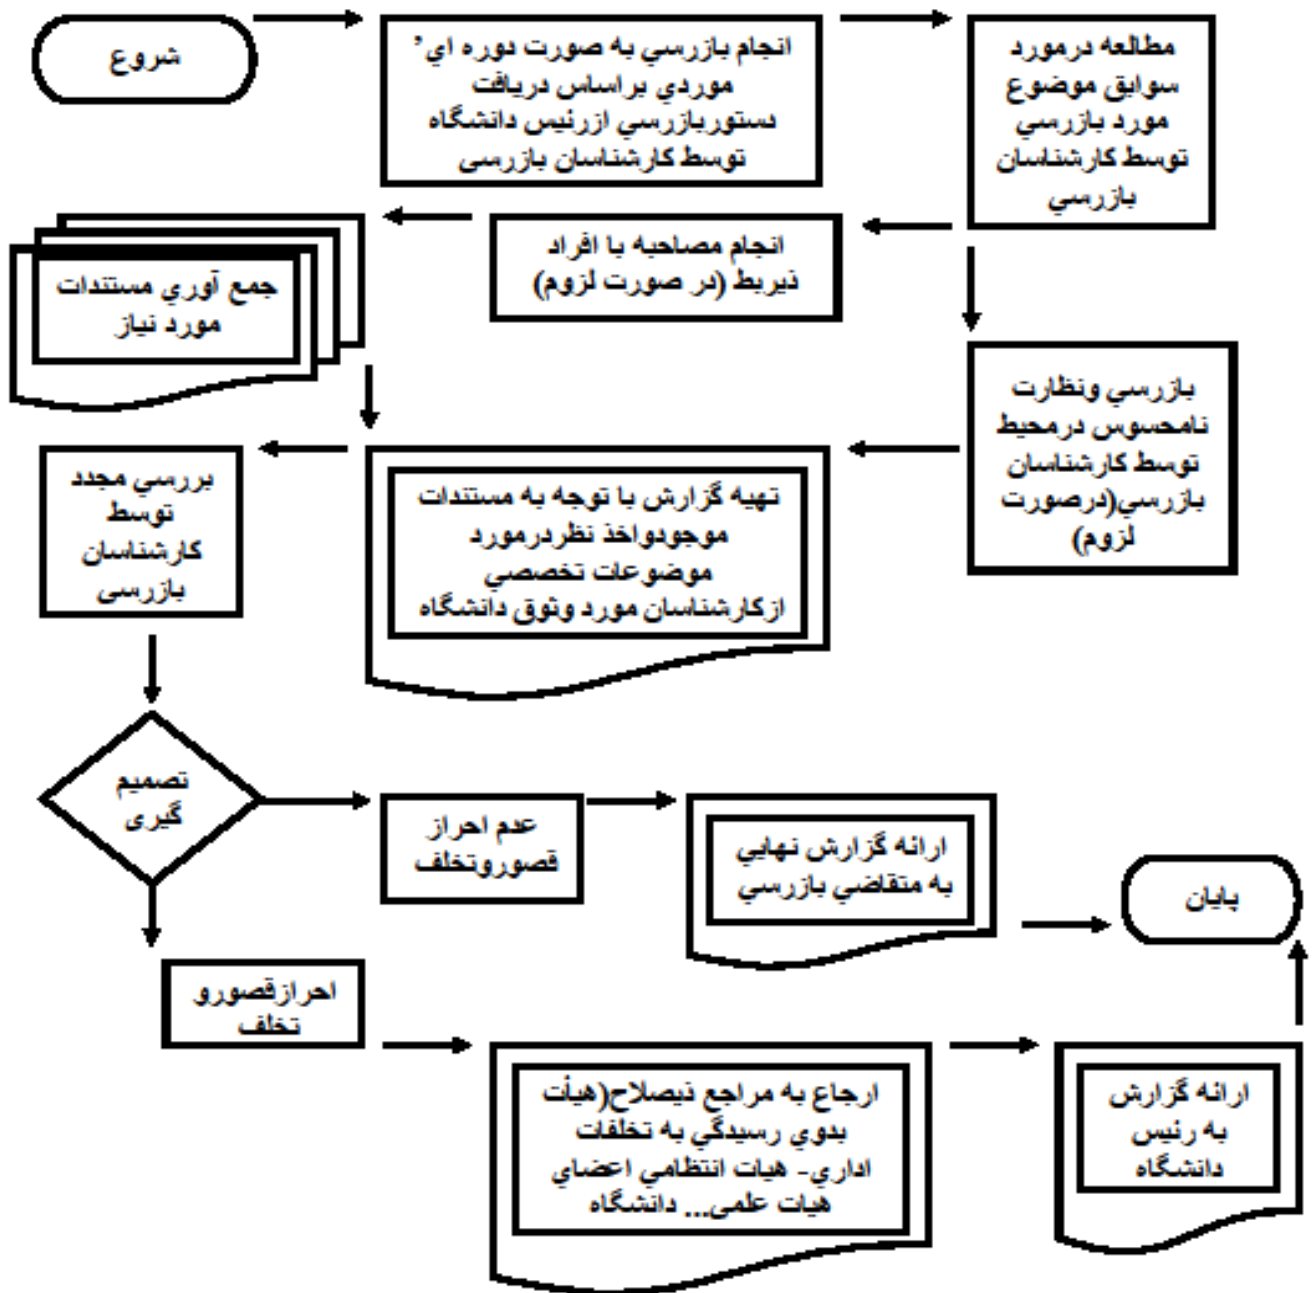 شروع
انجام بازرسي به صورت دوره اي’
موردي براساس دريافت
دستوربازرسي ازرئيس دانشگاه
توسط كارشناسان بازرسی
مطالعه درمورد
سوابق موضوع
مورد بازرسي
توسط كارشناسان
بازرسي
انجام مصاحبه با افراد
ذيربط (در صورت لزوم)
جمع آوري مستندات
مورد نياز
بازرسي ونظارت
نامحسوس درمحيط
توسط كارشناسان
بازرسي(درصورت
لزوم)
تهيه گزارش با توجه به مستندات
موجودواخذ نظردرمورد
موضوعات تخصصي
ازكارشناسان مورد وثوق دانشگاه
بررسي مجدد
توسط
كارشناسان
بازرسی
تصميم
گيری
عدم احراز
قصوروتخلف
ارائه گزارش نهايي
به متقاضي بازرسي
پايان
احرازقصورو
تخلف
ارجاع به مراجع ذيصلاح(هيأت
بدوي رسيدگي به تخلفات
اداري- هيات انتظامي اعضاي
هيات علمی... دانشگاه
ارائه گزارش
به رئيس
دانشگاه